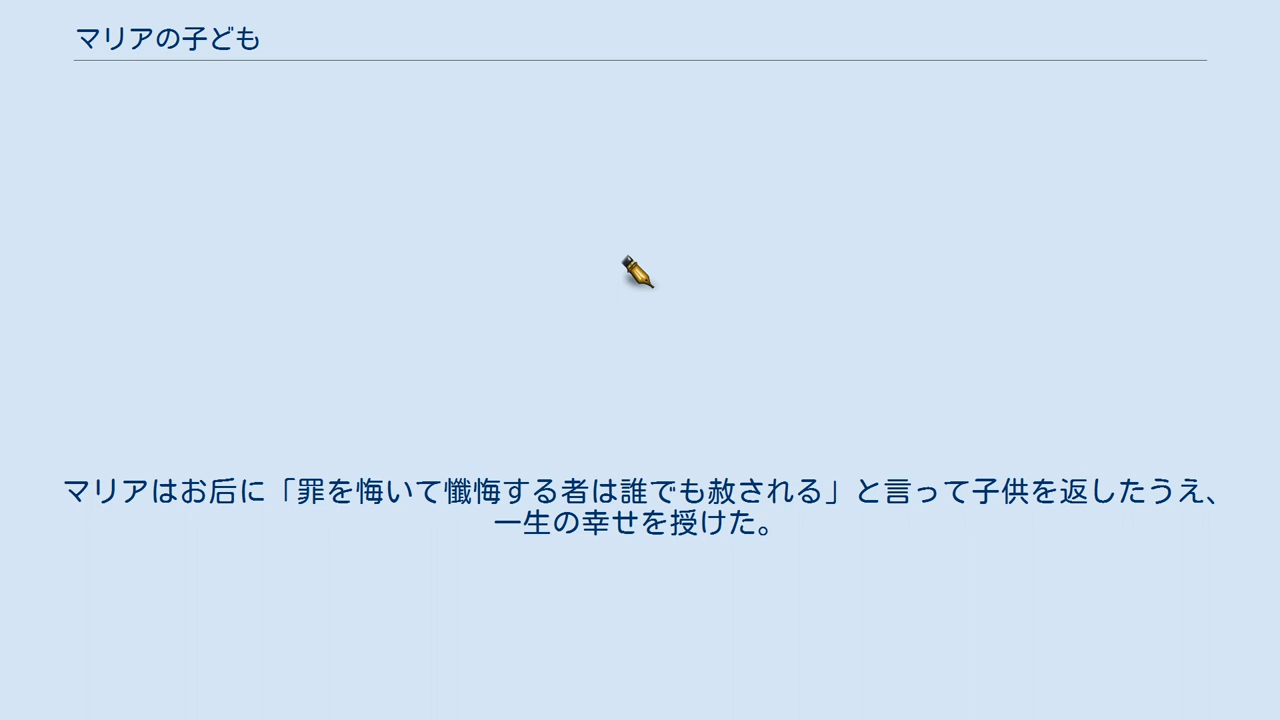 マリアの子ども
マリアはお后に「罪を悔いて懺悔する者は誰でも赦される」と言って子供を返したうえ、
一生の幸せを授けた。